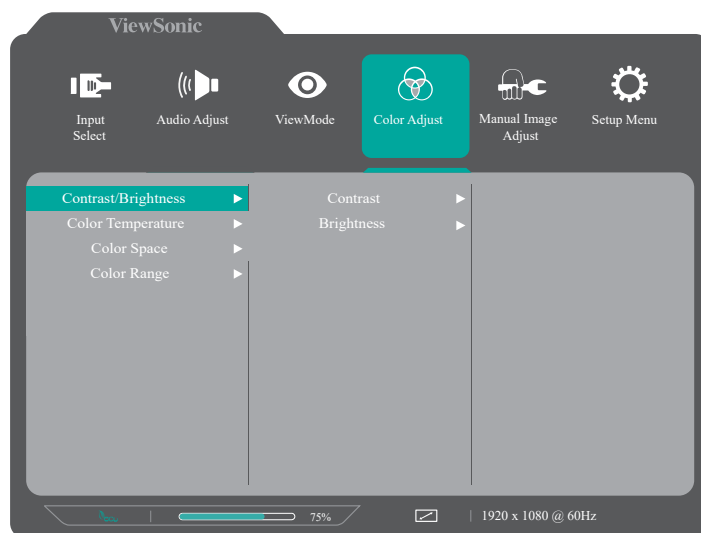 ViewSonic
Input
Select
Audio Adjust
ViewMode
Color Adjust
Manual Image
Adjust
Setup Menu
Contrast/Brightness
Color Temperature
Color Space
Color Range
Contrast
Brightness
75%
1920 x 1080 @ 60Hz